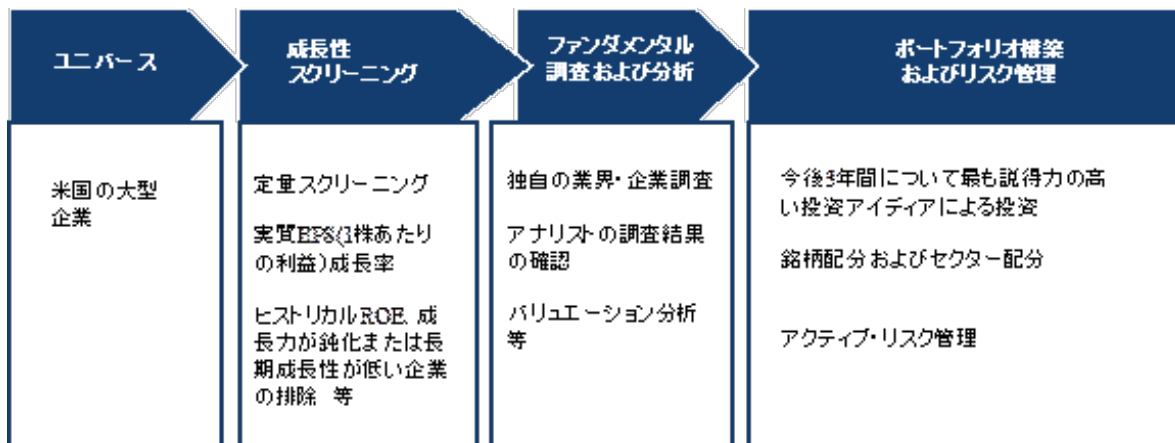 ユニバース
成長性
スクリーニング
ファンダメンタル
調査および分析
ポートフォリオ構築
およびリスク管理
米国の大型
企業
定量スクリーニング
実質EPS(1株あたり
の利益)成長率
ヒストリカルROE、成
長力が鈍化または長
期成長性が低い企業
の排除 等
独自の業界・企業調査
アナリストの調査結果
の確認
バリュエーション分析
等
今後3年間について最も説得力の高
い投資アイディアによる投資
銘柄配分およびセクター配分
アクティブ・リスク管理